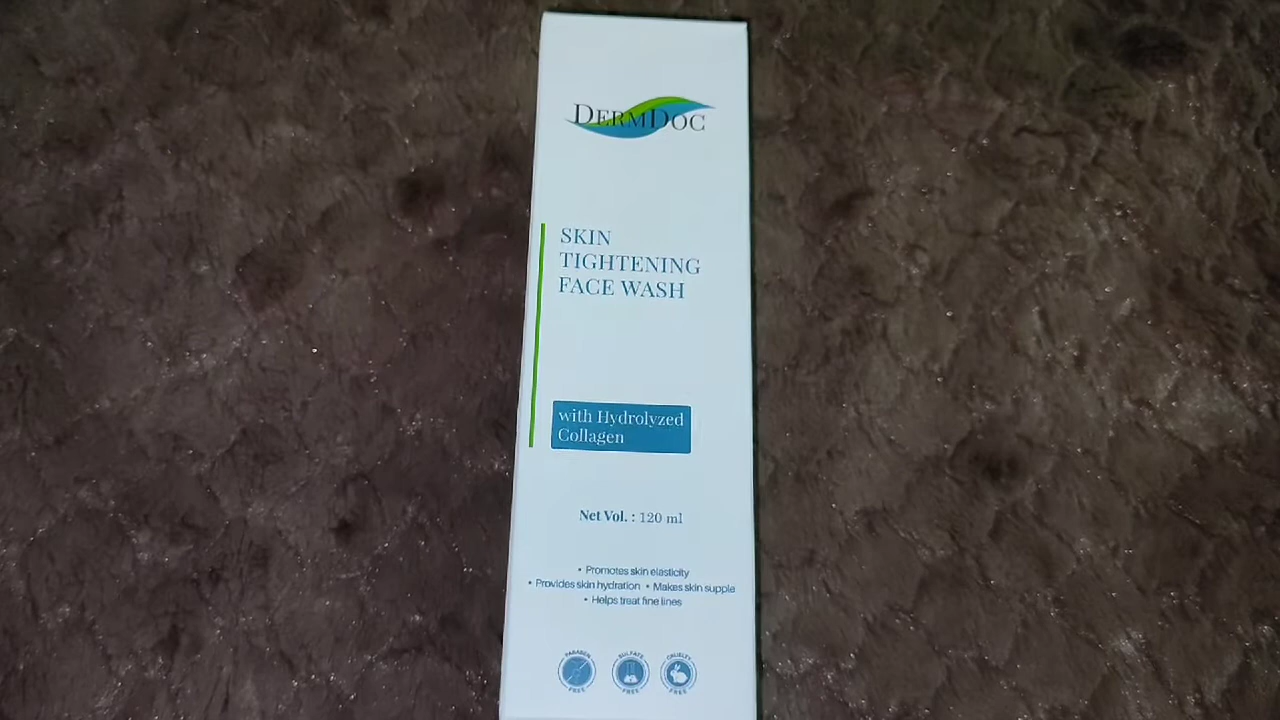 DERMDOC
SKIN
TIGHTENING
FACE WASH
with Hydrolyzed
Collagen
Net Vol. : 120 ml
• Promotes skin elasticity
• Provides skin hydration • Makes skin supple
• Helps treat fine lines
PARABEN FREE
SULFATE FREE
CRUELTY FREE